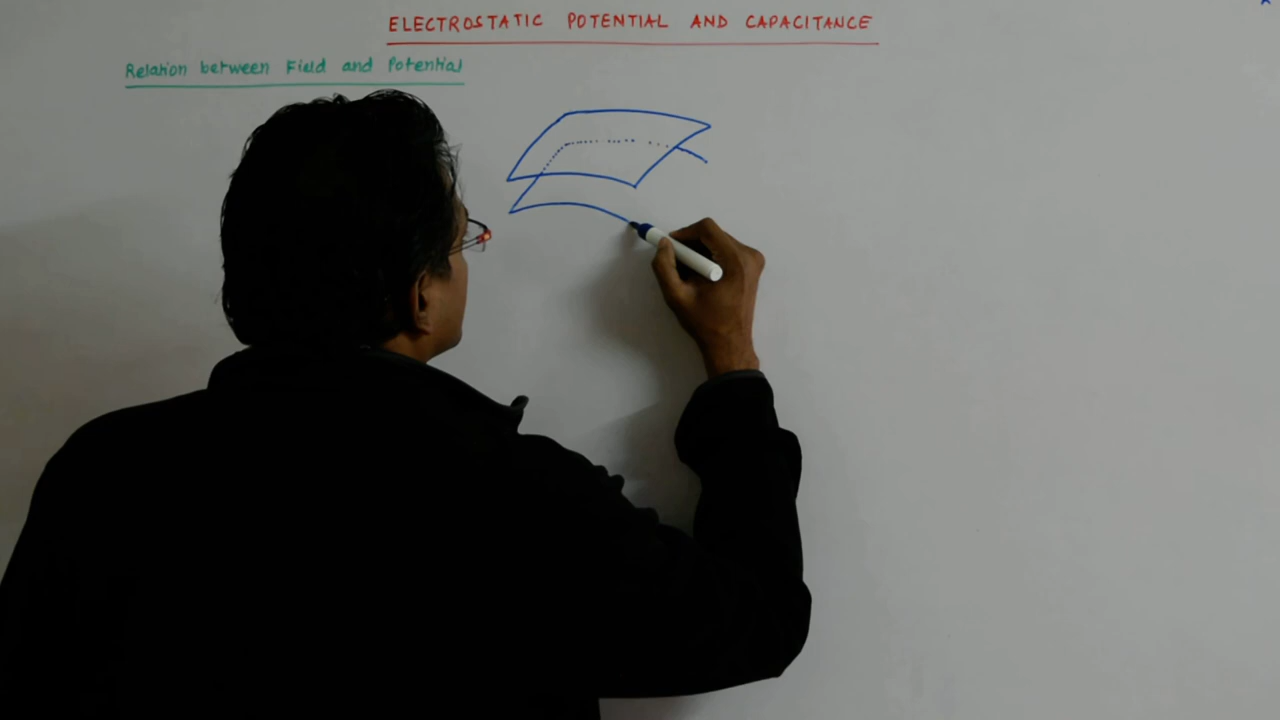 ELECTROSTATIC POTENTIAL AND CAPACITANCE
Relation between Field and Potential